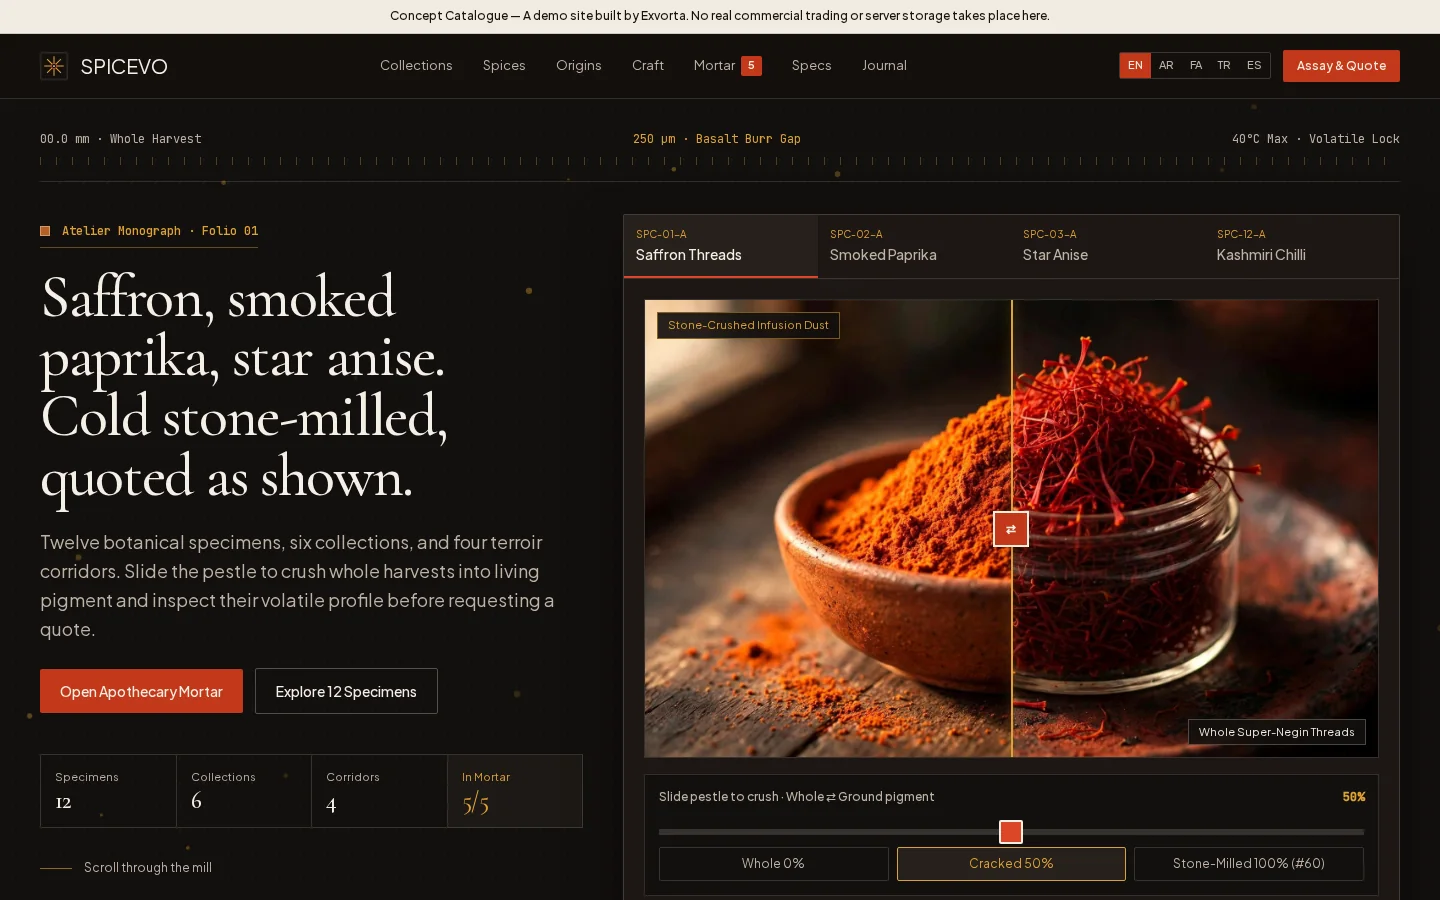 Concept Catalogue — A demo site built by Exvorta. No real commercial trading or server storage takes place here.
SPICEVO
Collections
Spices
Origins
Craft
Mortar 5
Specs
Journal
EN AR FA TR ES
Assay & Quote
00.0 mm · Whole Harvest
250 µm · Basalt Burr Gap
40°C Max · Volatile Lock
Atelier Monograph · Folio 01
Saffron, smoked
paprika, star anise.
Cold stone-milled,
quoted as shown.
Twelve botanical specimens, six collections, and four terroir
corridors. Slide the pestle to crush whole harvests into living
pigment and inspect their volatile profile before requesting a
quote.
Open Apothecary Mortar
Explore 12 Specimens
Specimens
12
Collections
6
Corridors
4
In Mortar
5/5
Scroll through the mill
SPC-01-A
Saffron Threads
SPC-02-A
Smoked Paprika
SPC-03-A
Star Anise
SPC-12-A
Kashmiri Chilli
Stone-Crushed Infusion Dust
⇄
Whole Super-Negin Threads
Slide pestle to crush · Whole ⇄ Ground pigment
50%
Whole 0%
Cracked 50%
Stone-Milled 100% (#60)